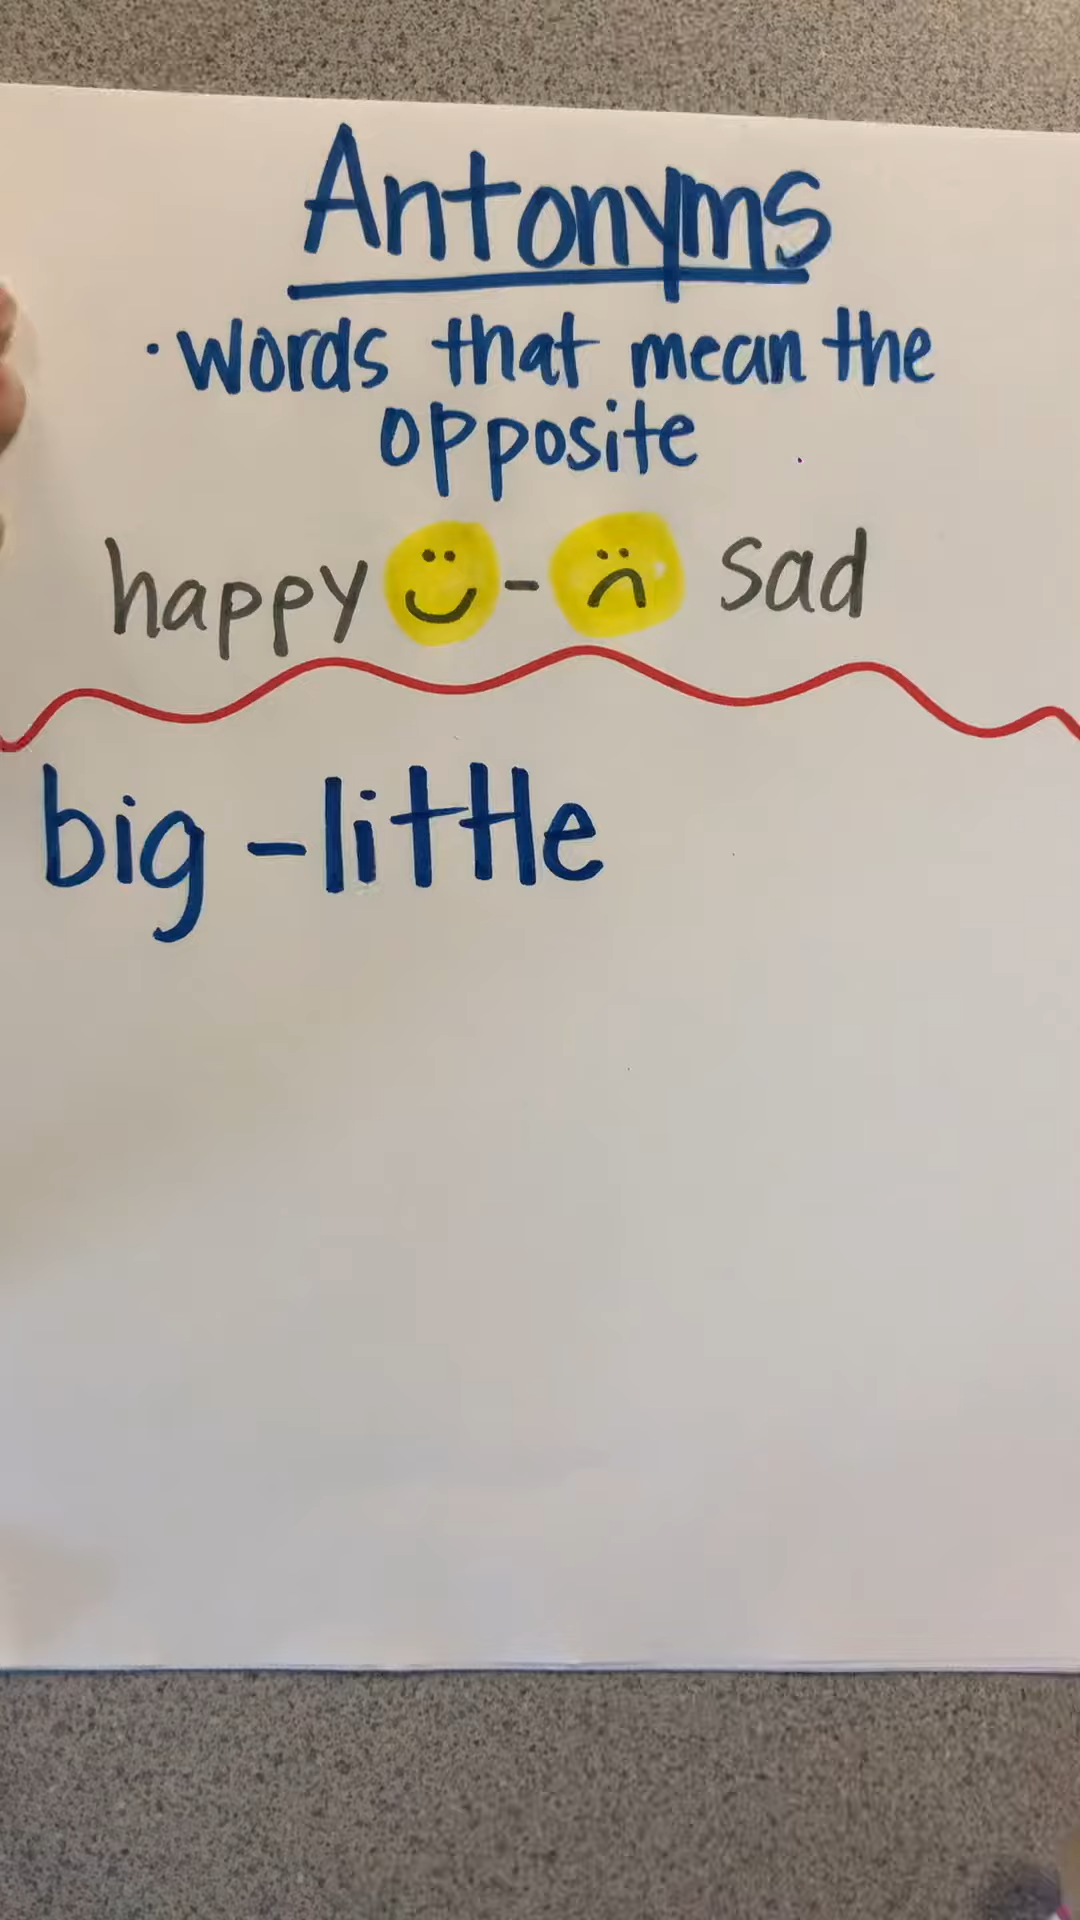 Antonyms
· words that mean the
opposite
happy - sad
big - little